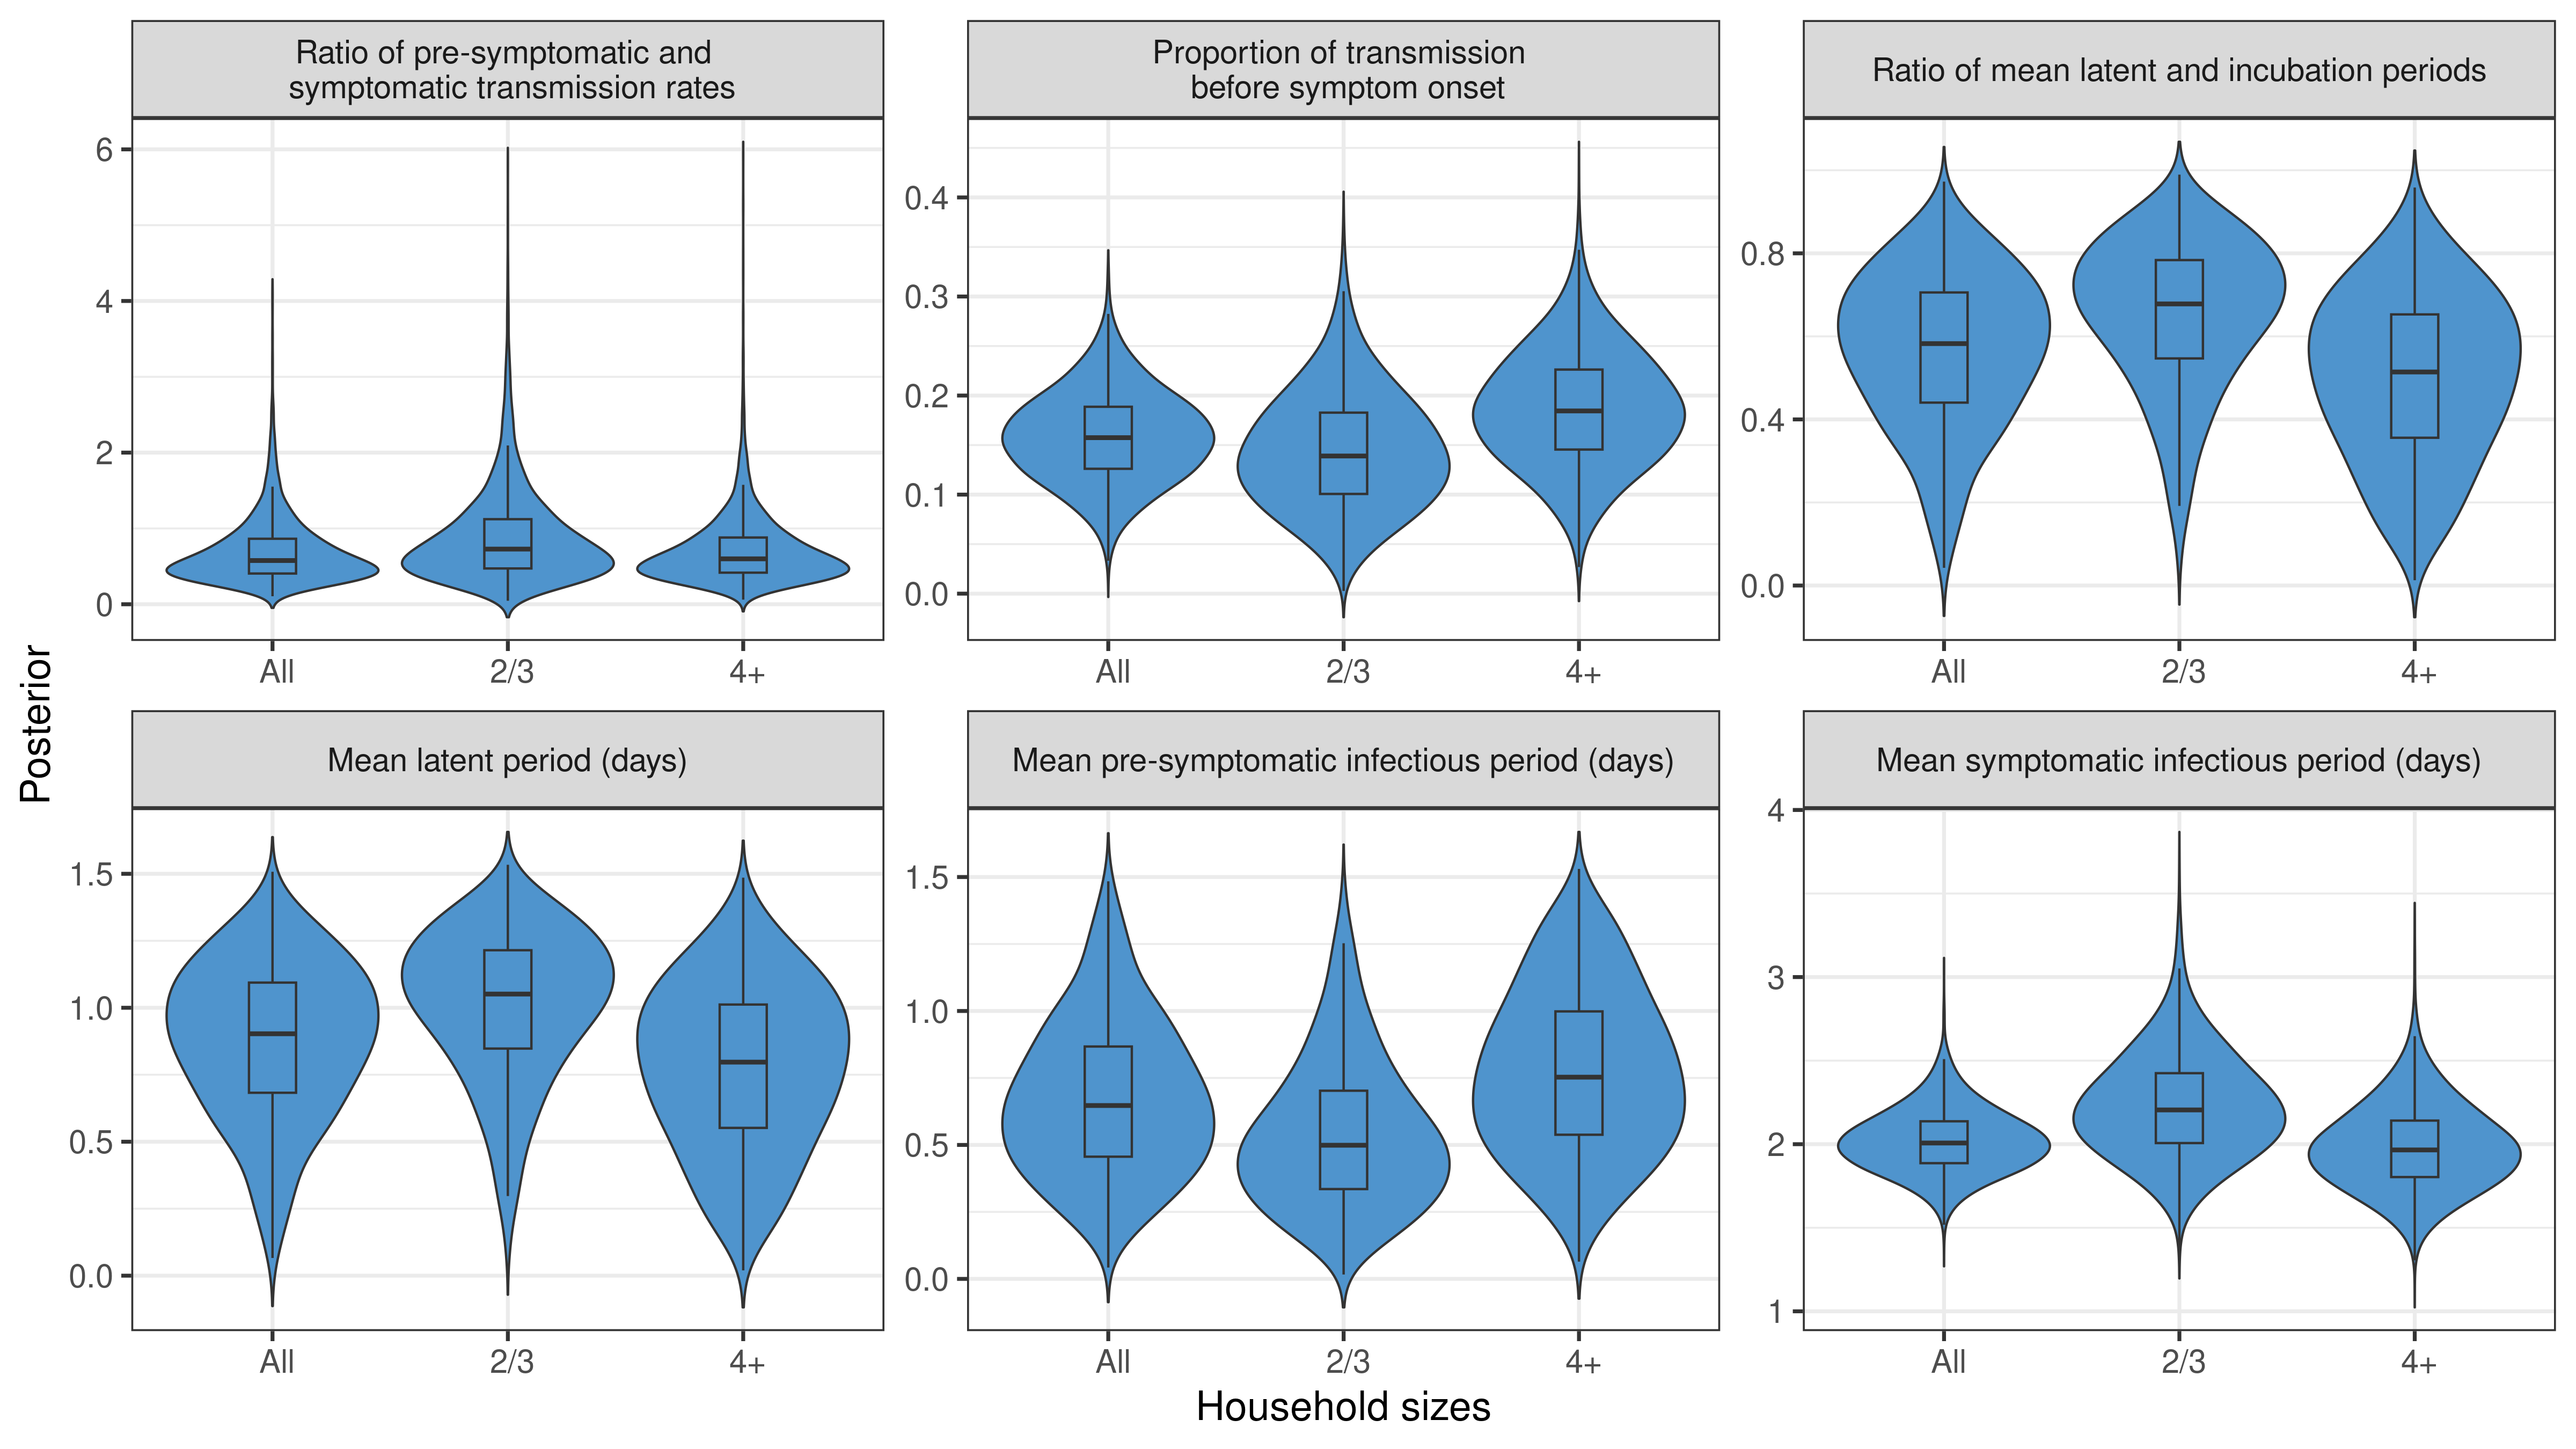 Ratio of pre-symptomatic and
symptomatic transmission rates
Proportion of transmission
before symptom onset
Ratio of mean latent and incubation periods
6
4
2
0
0.4
0.3
0.2
0.1
0.0
0.8
0.4
0.0
All 2/3 4+
All 2/3 4+
All 2/3 4+
Posterior
Mean latent period (days)
Mean pre-symptomatic infectious period (days)
Mean symptomatic infectious period (days)
1.5
1.0
0.5
0.0
1.5
1.0
0.5
0.0
4
3
2
1
All 2/3 4+
All 2/3 4+
All 2/3 4+
Household sizes